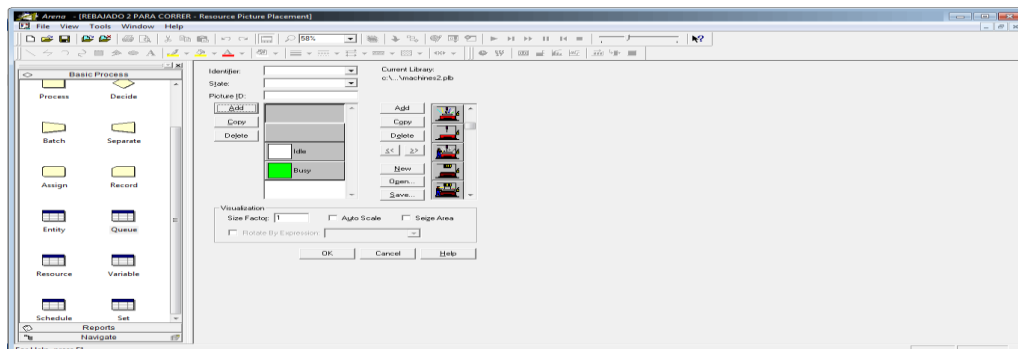 Arena - [REBAJADO 2 PARA CORRER - Resource Picture Placement]
File View Tools Window Help
58%
Basic Process
Process Decide
Batch Separate
Assign Record
Entity Queue
Resource Variable
Schedule Set
Reports
Navigate
Identifier:
State:
Picture ID:
Add
Copy
Delete
Idle
Busy
Current Library:
c:\...\machines2.plb
Add
Copy
Delete
<< >>
New
Open...
Save...
Visualization
Size Factor: 1 Auto Scale Seize Area
Rotate By Expression:
OK Cancel Help